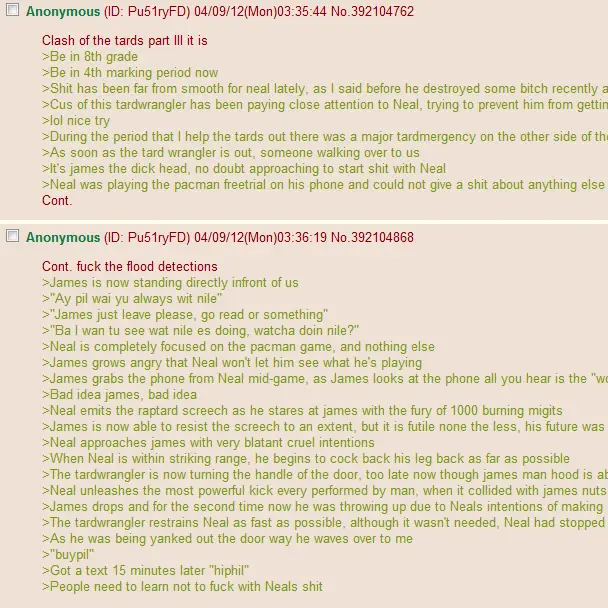 Anonymous (ID: Pu51ryFD) 04/09/12(Mon)03:35:44 No.392104762
Clash of the tards part III it is
>Be in 8th grade
>Be in 4th marking period now
>Shit has been far from smooth for neal lately, as I said before he destroyed some bitch recently a
>Cus of this tardwrangler has been paying close attention to Neal, trying to prevent him from gettin
>lol nice try
>During the period that I help the tards out there was a major tardmergency on the other side of the
>As soon as the tard wrangler is out, someone walking over to us
>It's james the dick head, no doubt approaching to start shit with Neal
>Neal was playing the pacman freetrial on his phone and could not give a shit about anything else
Cont.
Anonymous (ID: Pu51ryFD) 04/09/12(Mon)03:36:19 No.392104868
Cont. fuck the flood detections
>James is now standing directly infront of us
>"Ay pil wai yu always wit nile"
>"James just leave please, go read or something"
>"Ba I wan tu see wat nile es doing, watcha doin nile?"
>Neal is completely focused on the pacman game, and nothing else
>James grows angry that Neal won't let him see what he's playing
>James grabs the phone from Neal mid-game, as James looks at the phone all you hear is the "wo
>Bad idea james, bad idea
>Neal emits the raptard screech as he stares at james with the fury of 1000 burning migits
>James is now able to resist the screech to an extent, but it is futile none the less, his future was
>Neal approaches james with very blatant cruel intentions
>When Neal is within striking range, he begins to cock back his leg back as far as possible
>The tardwrangler is now turning the handle of the door, too late now though james man hood is ab
>Neal unleashes the most powerful kick every performed by man, when it collided with james nuts
>James drops and for the second time now he was throwing up due to Neals intentions of making
>The tardwrangler restrains Neal as fast as possible, although it wasn't needed, Neal had stopped
>As he was being yanked out the door way he waves over to me
>"buypil"
>Got a text 15 minutes later "hiphil"
>People need to learn not to fuck with Neals shit